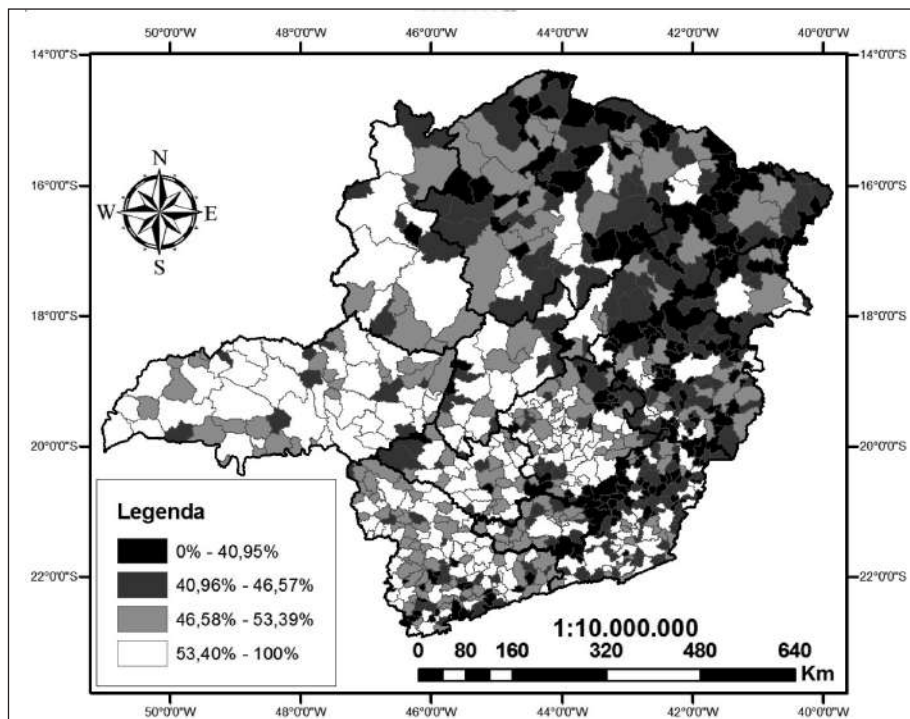 50°0'0"W 48°0'0"W 46°0'0"W 44°0'0"W 42°0'0"W 40°0'0"W
14°0'0"S 14°0'0"S
N
16°0'0"S 16°0'0"S
W E
S
18°0'0"S 18°0'0"S
20°0'0"S 20°0'0"S
Legenda
0% - 40,95%
40,96% - 46,57%
46,58% - 53,39%
53,40% - 100%
22°0'0"S 22°0'0"S
1:10.000.000
0 80 160 320 480 640
Km
50°0'0"W 48°0'0"W 46°0'0"W 44°0'0"W 42°0'0"W 40°0'0"W